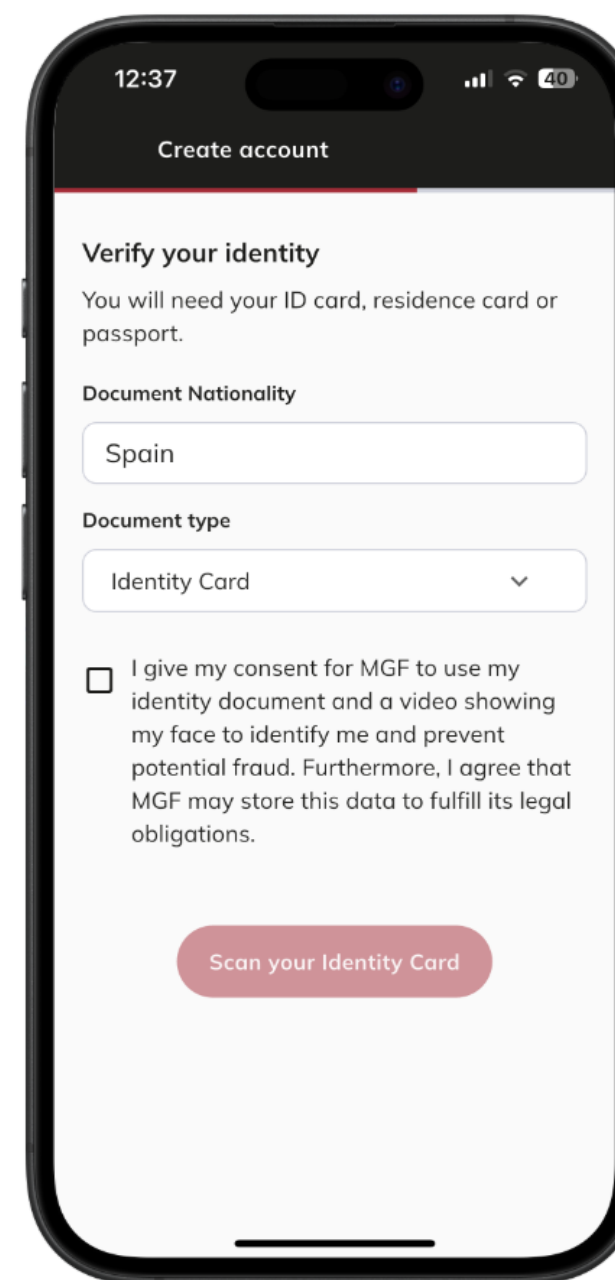 12:37
40
Create account
Verify your identity
You will need your ID card, residence card or
passport.
Document Nationality
Spain
Document type
Identity Card
I give my consent for MGF to use my
identity document and a video showing
my face to identify me and prevent
potential fraud. Furthermore, I agree that
MGF may store this data to fulfill its legal
obligations.
Scan your Identity Card